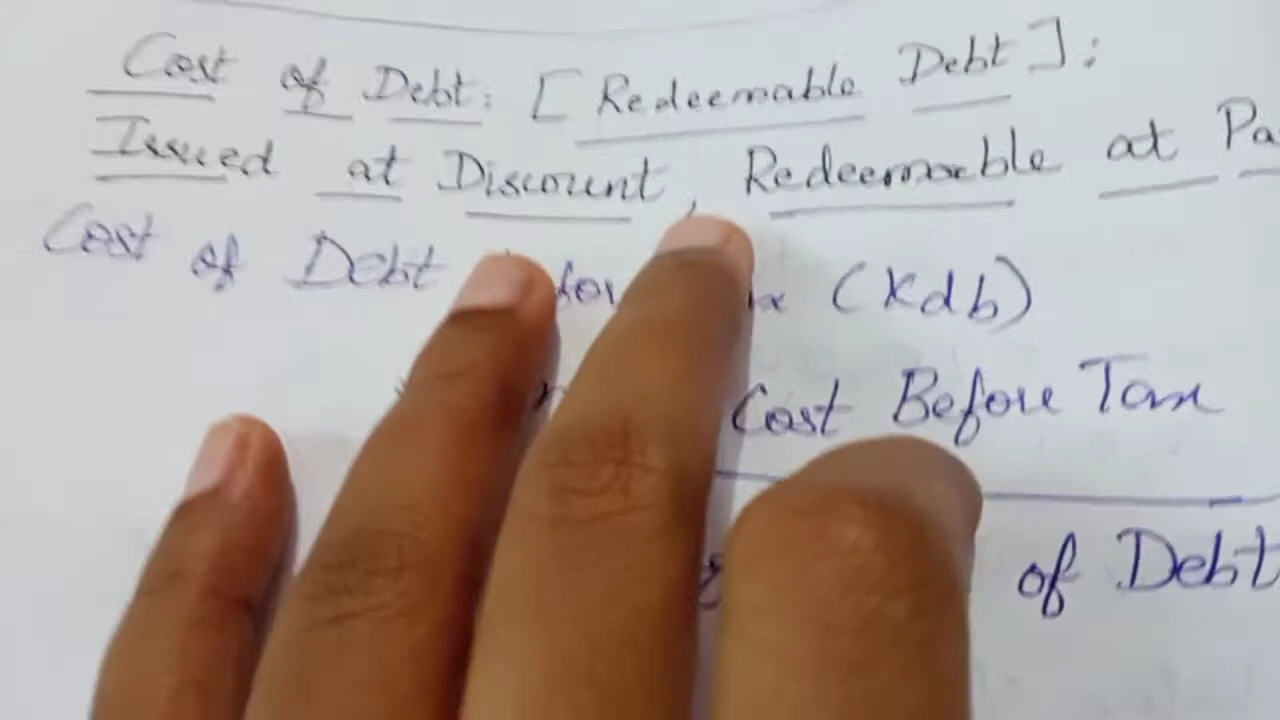 Cost of Debt: [Redeemable Debt]:
Issued at Discount, Redeemable at Pa
Cost of Debt for (Kdb)
Cost Before Tax
of Debt